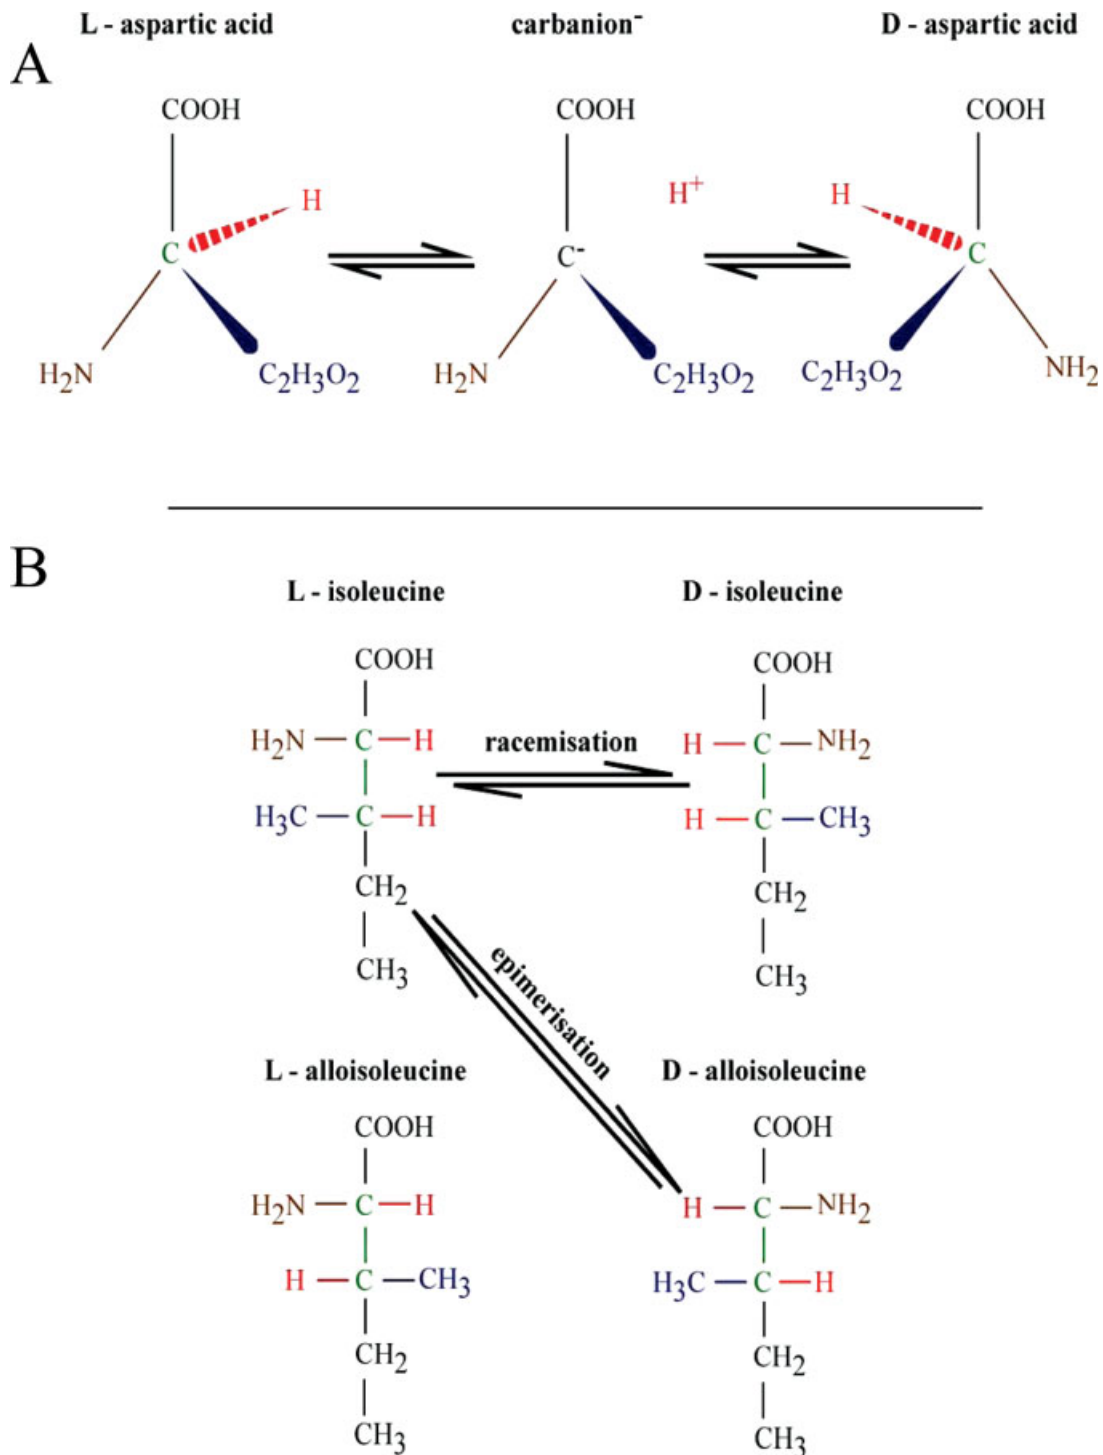 L - aspartic acid carbanion⁻ D - aspartic acid
A
COOH COOH COOH
H H⁺ H
C C⁻ C
H₂N C₂H₃O₂ H₂N C₂H₃O₂ C₂H₃O₂ NH₂
B
L - isoleucine D - isoleucine
COOH COOH
H₂N C H racemisation H C NH₂
H₃C C H H C CH₃
CH₂ CH₂
CH₃ CH₃
epimerisation
L - alloisoleucine D - alloisoleucine
COOH COOH
H₂N C H H C NH₂
H C CH₃ H₃C C H
CH₂ CH₂
CH₃ CH₃